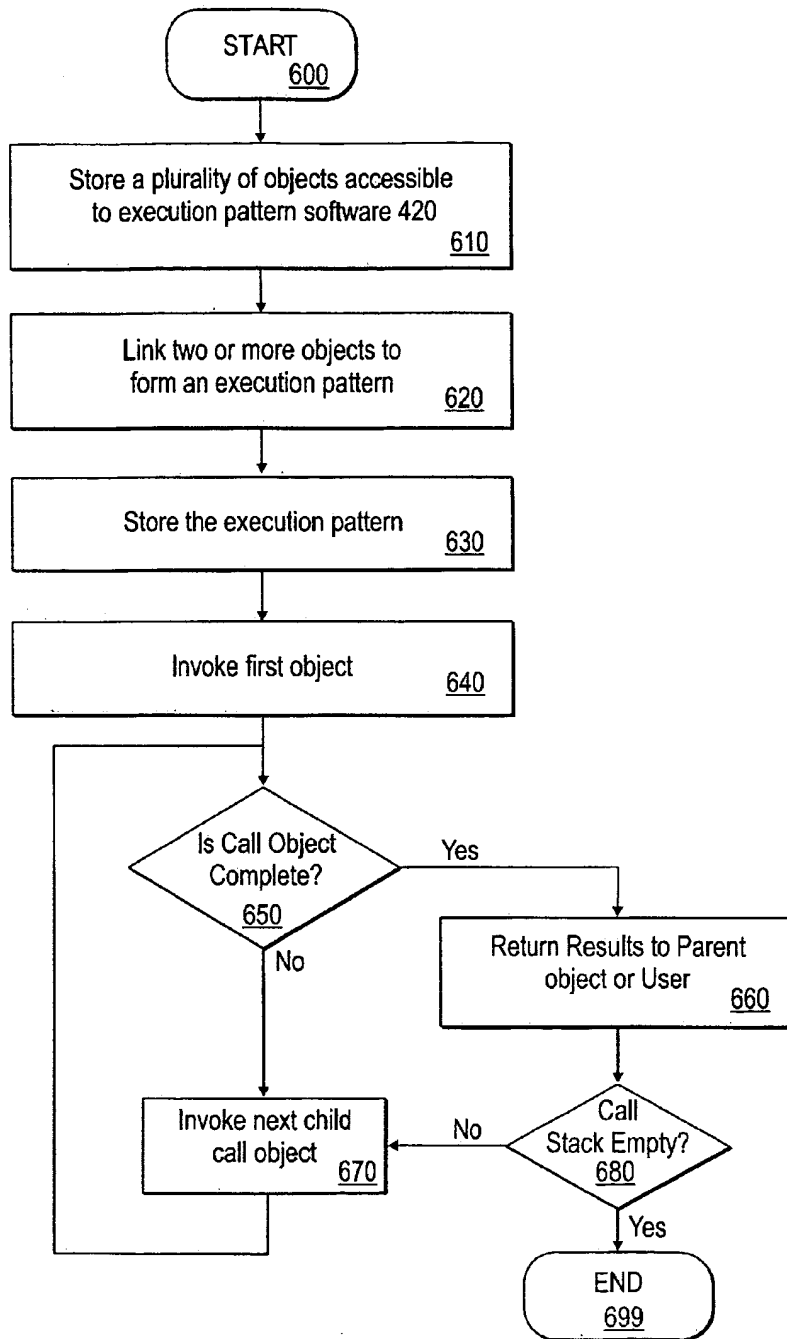 START
600
Store a plurality of objects accessible
to execution pattern software 420
610
Link two or more objects to
form an execution pattern
620
Store the execution pattern
630
Invoke first object
640
Is Call Object
Complete?
650
Yes
No
Return Results to Parent
object or User
660
Invoke next child
call object
670
No
Call
Stack Empty?
680
Yes
END
699